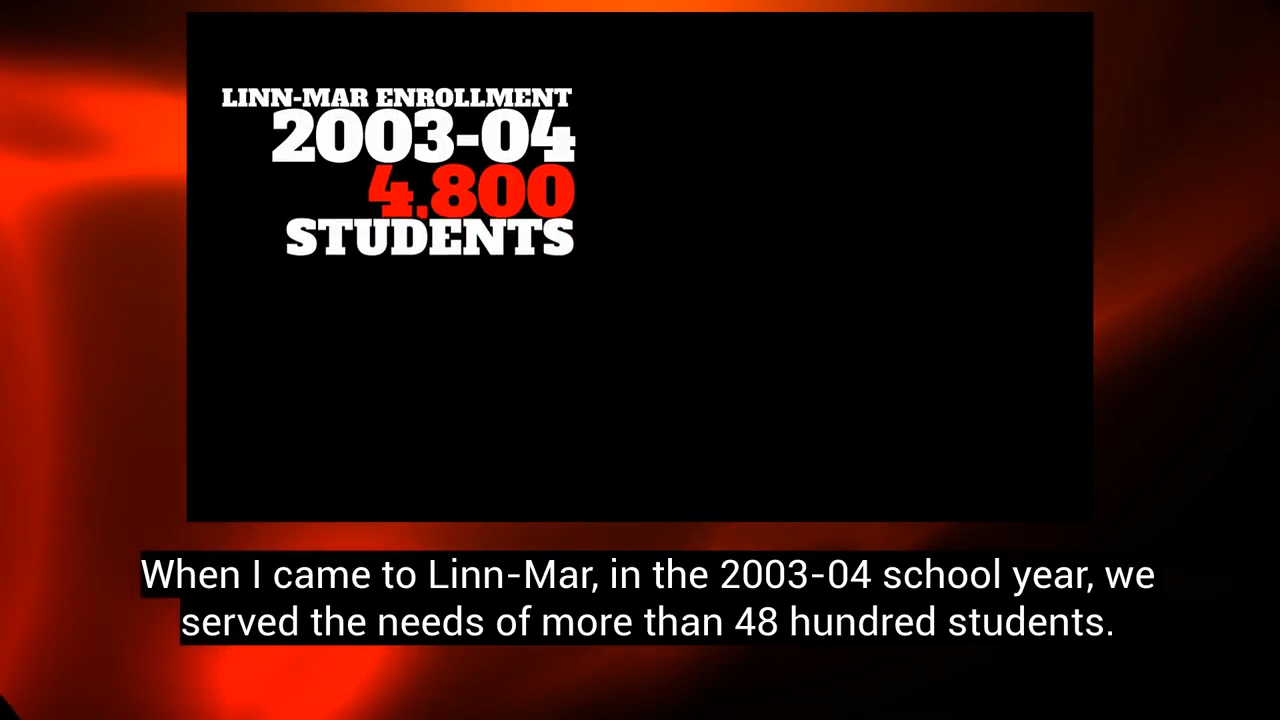 LINN-MAR ENROLLMENT
2003-04
4,800
STUDENTS
When I came to Linn-Mar, in the 2003-04 school year, we
served the needs of more than 48 hundred students.